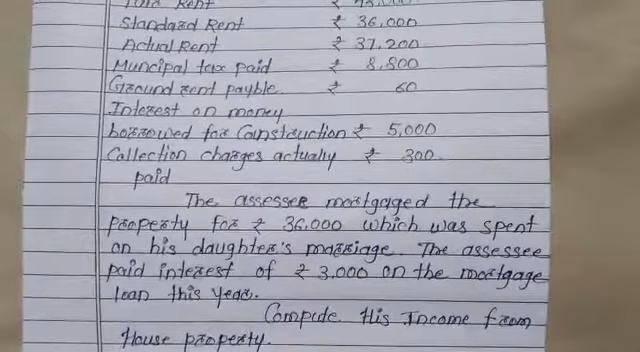 Rent ₹
Standard Rent ₹ 36,000
Actual Rent ₹ 37,200
Muncipal tax paid ₹ 8,800
Ground rent payble ₹ 60
Interest on money
borrowed for Coinstruction ₹ 5,000
Collection charges actually ₹ 300
paid
The assessee mortgaged the
property for ₹ 36,000 which was spent
on his daughter's marriage. The assessee
paid interest of ₹ 3,000 on the mortgage
loan this year.
Compute His Income from
House property.